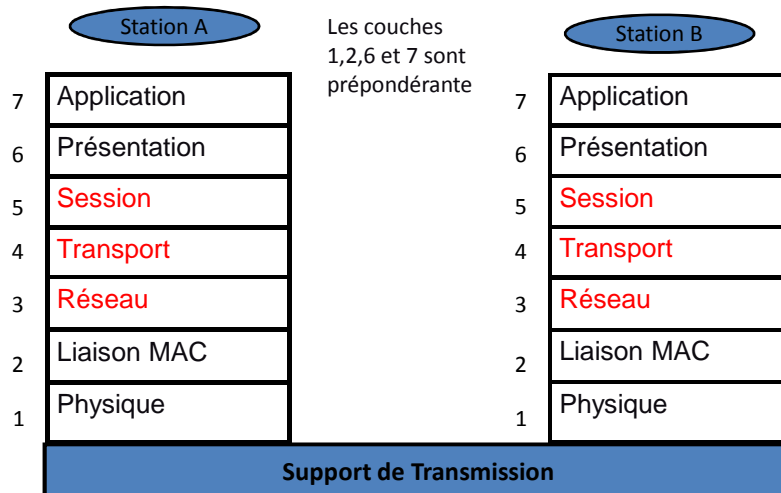 Station A
Les couches
1,2,6 et 7 sont
prépondérante
Station B
7 Application
6 Présentation
5 Session
4 Transport
3 Réseau
2 Liaison MAC
1 Physique
7 Application
6 Présentation
5 Session
4 Transport
3 Réseau
2 Liaison MAC
1 Physique
Support de Transmission